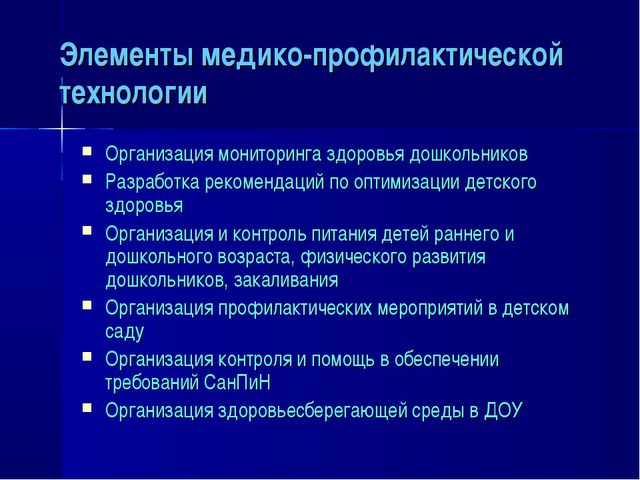 Элементы медико-профилактической
технологии
Организация мониторинга здоровья дошкольников
Разработка рекомендаций по оптимизации детского
здоровья
Организация и контроль питания детей раннего и
дошкольного возраста, физического развития
дошкольников, закаливания
Организация профилактических мероприятий в детском
саду
Организация контроля и помощь в обеспечении
требований СанПиН
Организация здоровьесберегающей среды в ДОУ